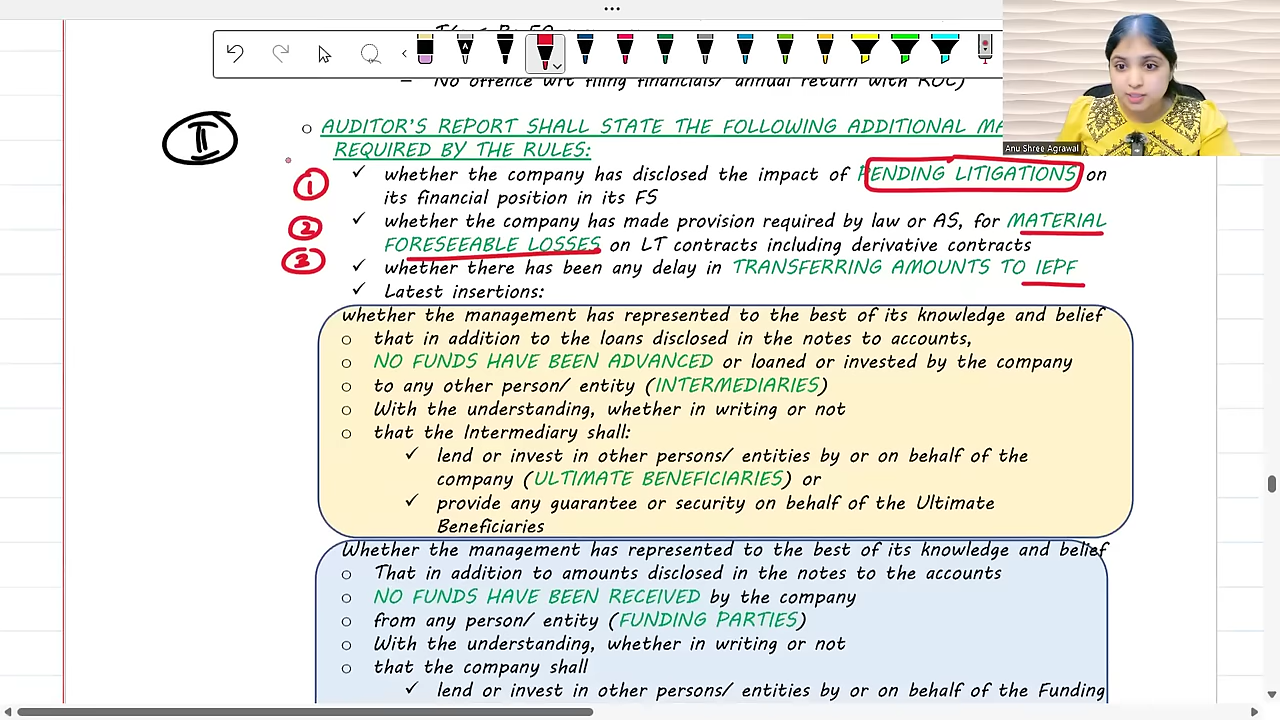 No offence wrt filing financials/ annual return with ROC)
II
AUDITOR'S REPORT SHALL STATE THE FOLLOWING ADDITIONAL
REQUIRED BY THE RULES:
Anu Shree Agrawal
1 ✓ whether the company has disclosed the impact of PENDING LITIGATIONS on
its financial position in its FS
2 ✓ whether the company has made provision required by law or AS, for MATERIAL
FORESEEABLE LOSSES on LT contracts including derivative contracts
3 ✓ whether there has been any delay in TRANSFERRING AMOUNTS TO IEPF
✓ Latest insertions:
whether the management has represented to the best of its knowledge and belief
o that in addition to the loans disclosed in the notes to accounts,
o NO FUNDS HAVE BEEN ADVANCED or loaned or invested by the company
o to any other person/ entity (INTERMEDIARIES)
o With the understanding, whether in writing or not
o that the Intermediary shall:
✓ lend or invest in other persons/ entities by or on behalf of the
company (ULTIMATE BENEFICIARIES) or
✓ provide any guarantee or security on behalf of the Ultimate
Beneficiaries
Whether the management has represented to the best of its knowledge and belief
o That in addition to amounts disclosed in the notes to the accounts
o NO FUNDS HAVE BEEN RECEIVED by the company
o from any person/ entity (FUNDING PARTIES)
o With the understanding, whether in writing or not
o that the company shall
✓ lend or invest in other persons/ entities by or on behalf of the Funding